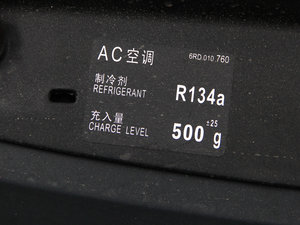 AC空调 6RD.010.760
制冷剂
REFRIGERANT R134a
充入量 ±25
CHARGE LEVEL 500 g